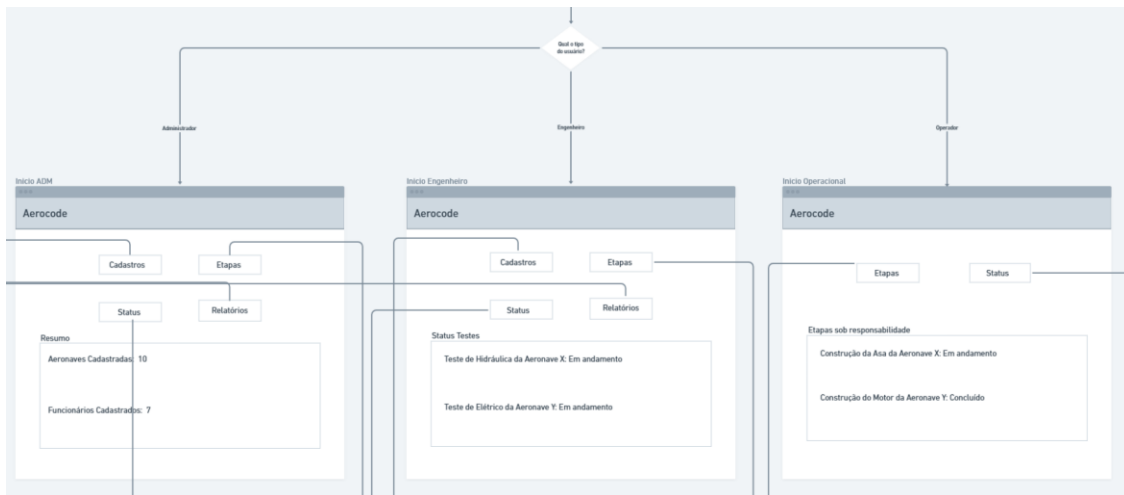 Qual o tipo
do usuário?
Administrador
Engenheiro
Operador
Inicio ADM
Aerocode
Cadastros
Etapas
Status
Relatórios
Resumo
Aeronaves Cadastradas: 10
Funcionários Cadastrados: 7
Inicio Engenheiro
Aerocode
Cadastros
Etapas
Status
Relatórios
Status Testes
Teste de Hidráulica da Aeronave X: Em andamento
Teste de Elétrico da Aeronave Y: Em andamento
Inicio Operacional
Aerocode
Etapas
Status
Etapas sob responsabilidade
Construção da Asa da Aeronave X: Em andamento
Construção do Motor da Aeronave Y: Concluído